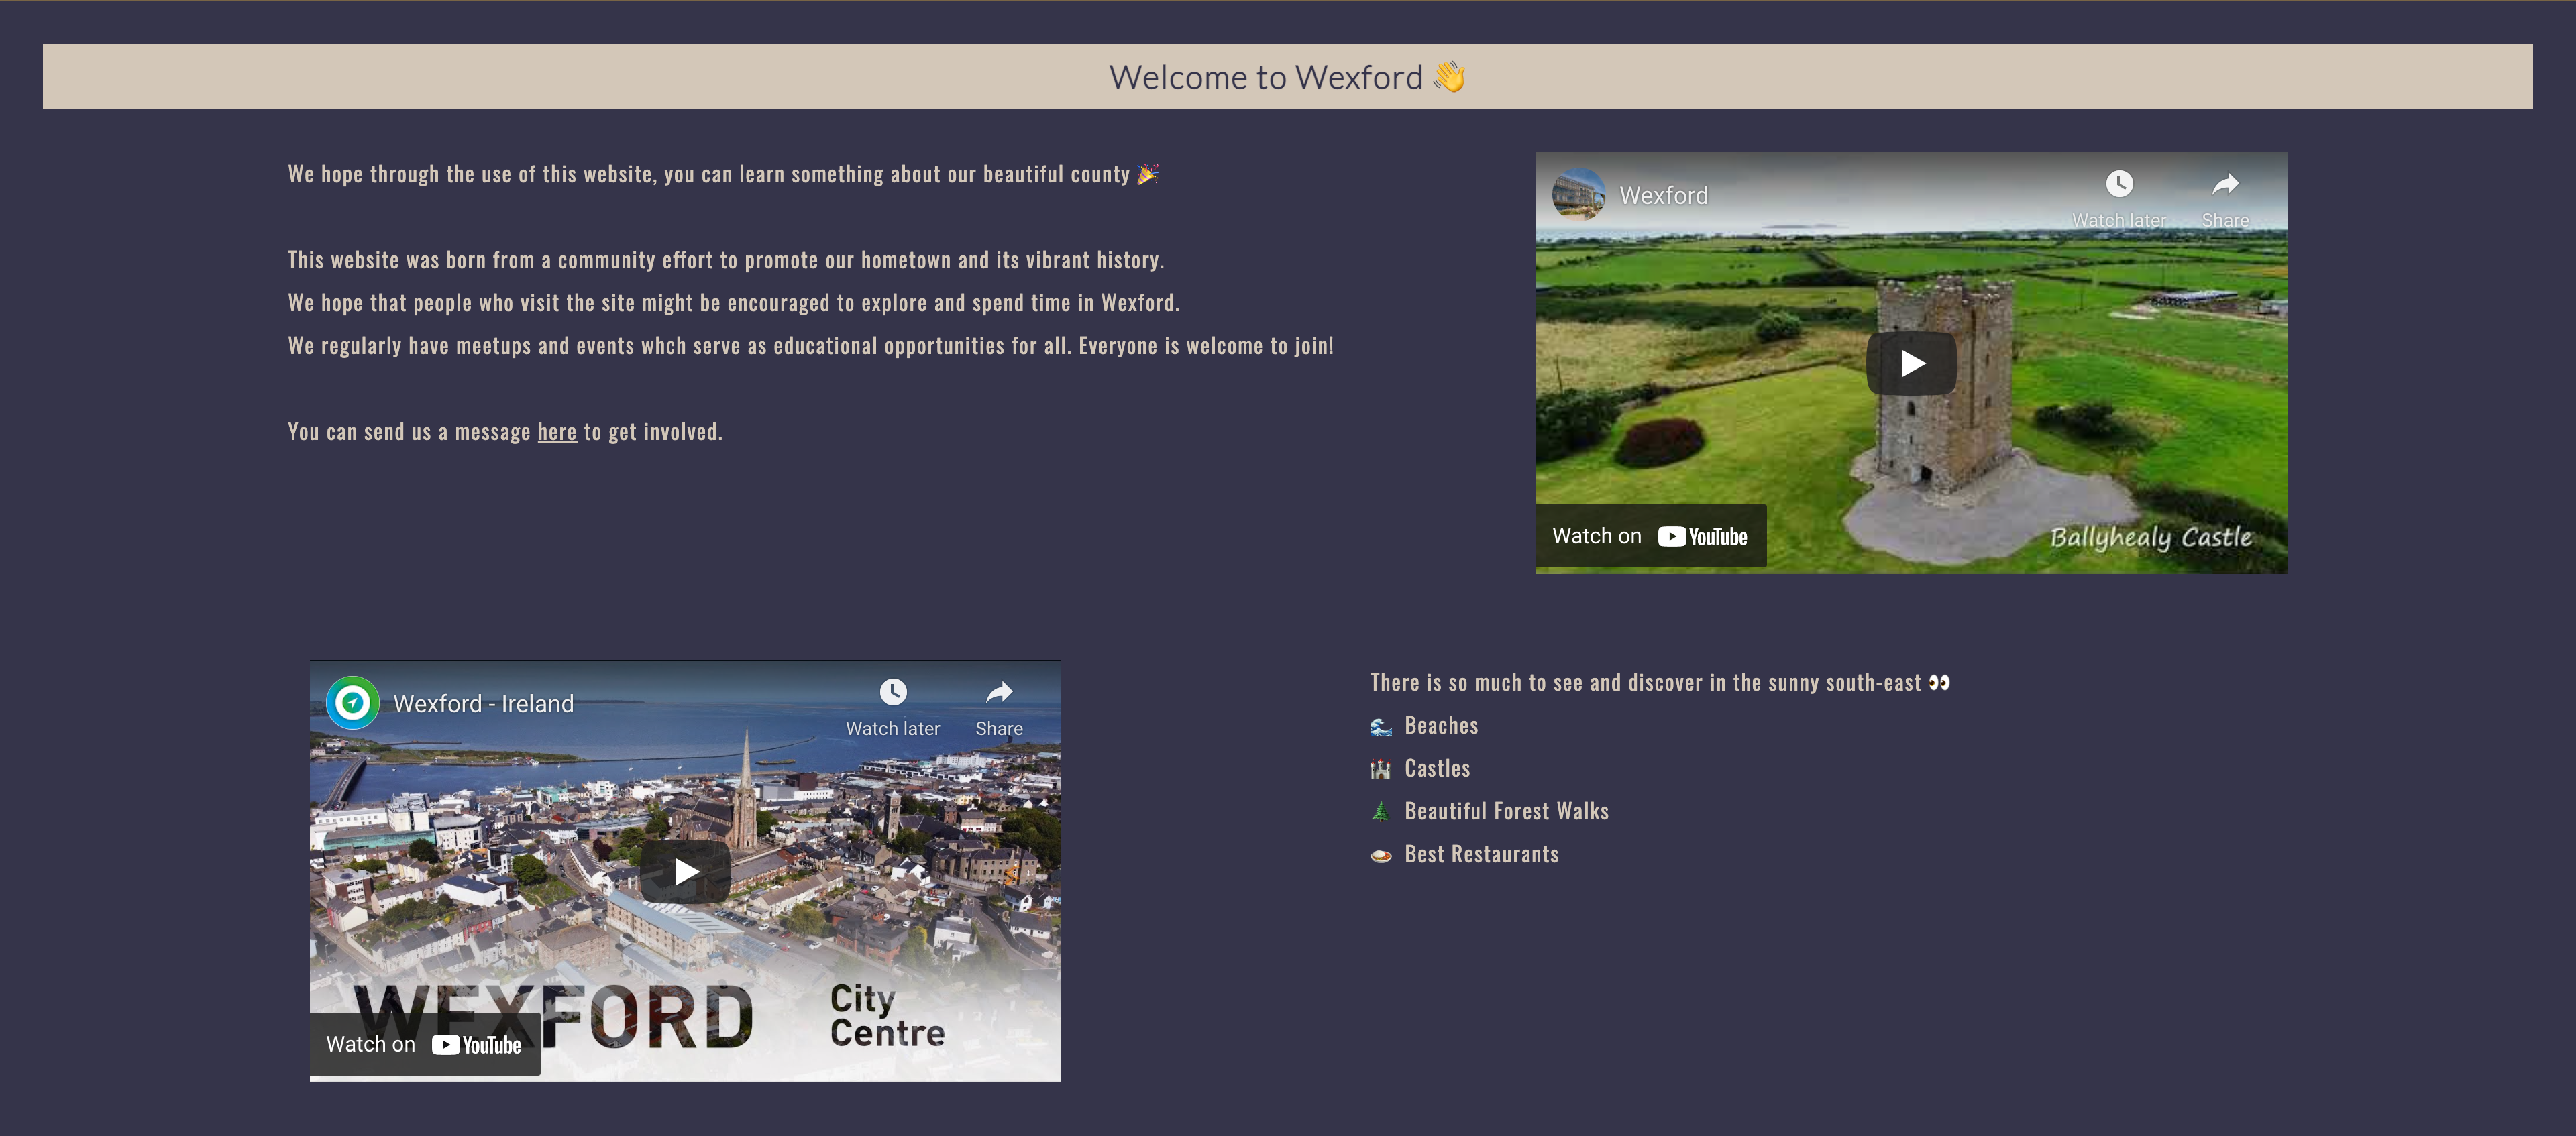 Welcome to Wexford 👋
We hope through the use of this website, you can learn something about our beautiful county 🎉
This website was born from a community effort to promote our hometown and its vibrant history.
We hope that people who visit the site might be encouraged to explore and spend time in Wexford.
We regularly have meetups and events whch serve as educational opportunities for all. Everyone is welcome to join!
You can send us a message here to get involved.
Wexford
Watch later
Share
Watch on YouTube
Ballyhealy Castle
Wexford - Ireland
Watch later
Share
WEXFORD
City
Centre
Watch on YouTube
There is so much to see and discover in the sunny south-east 👀
🌊 Beaches
🏰 Castles
🌲 Beautiful Forest Walks
🍛 Best Restaurants